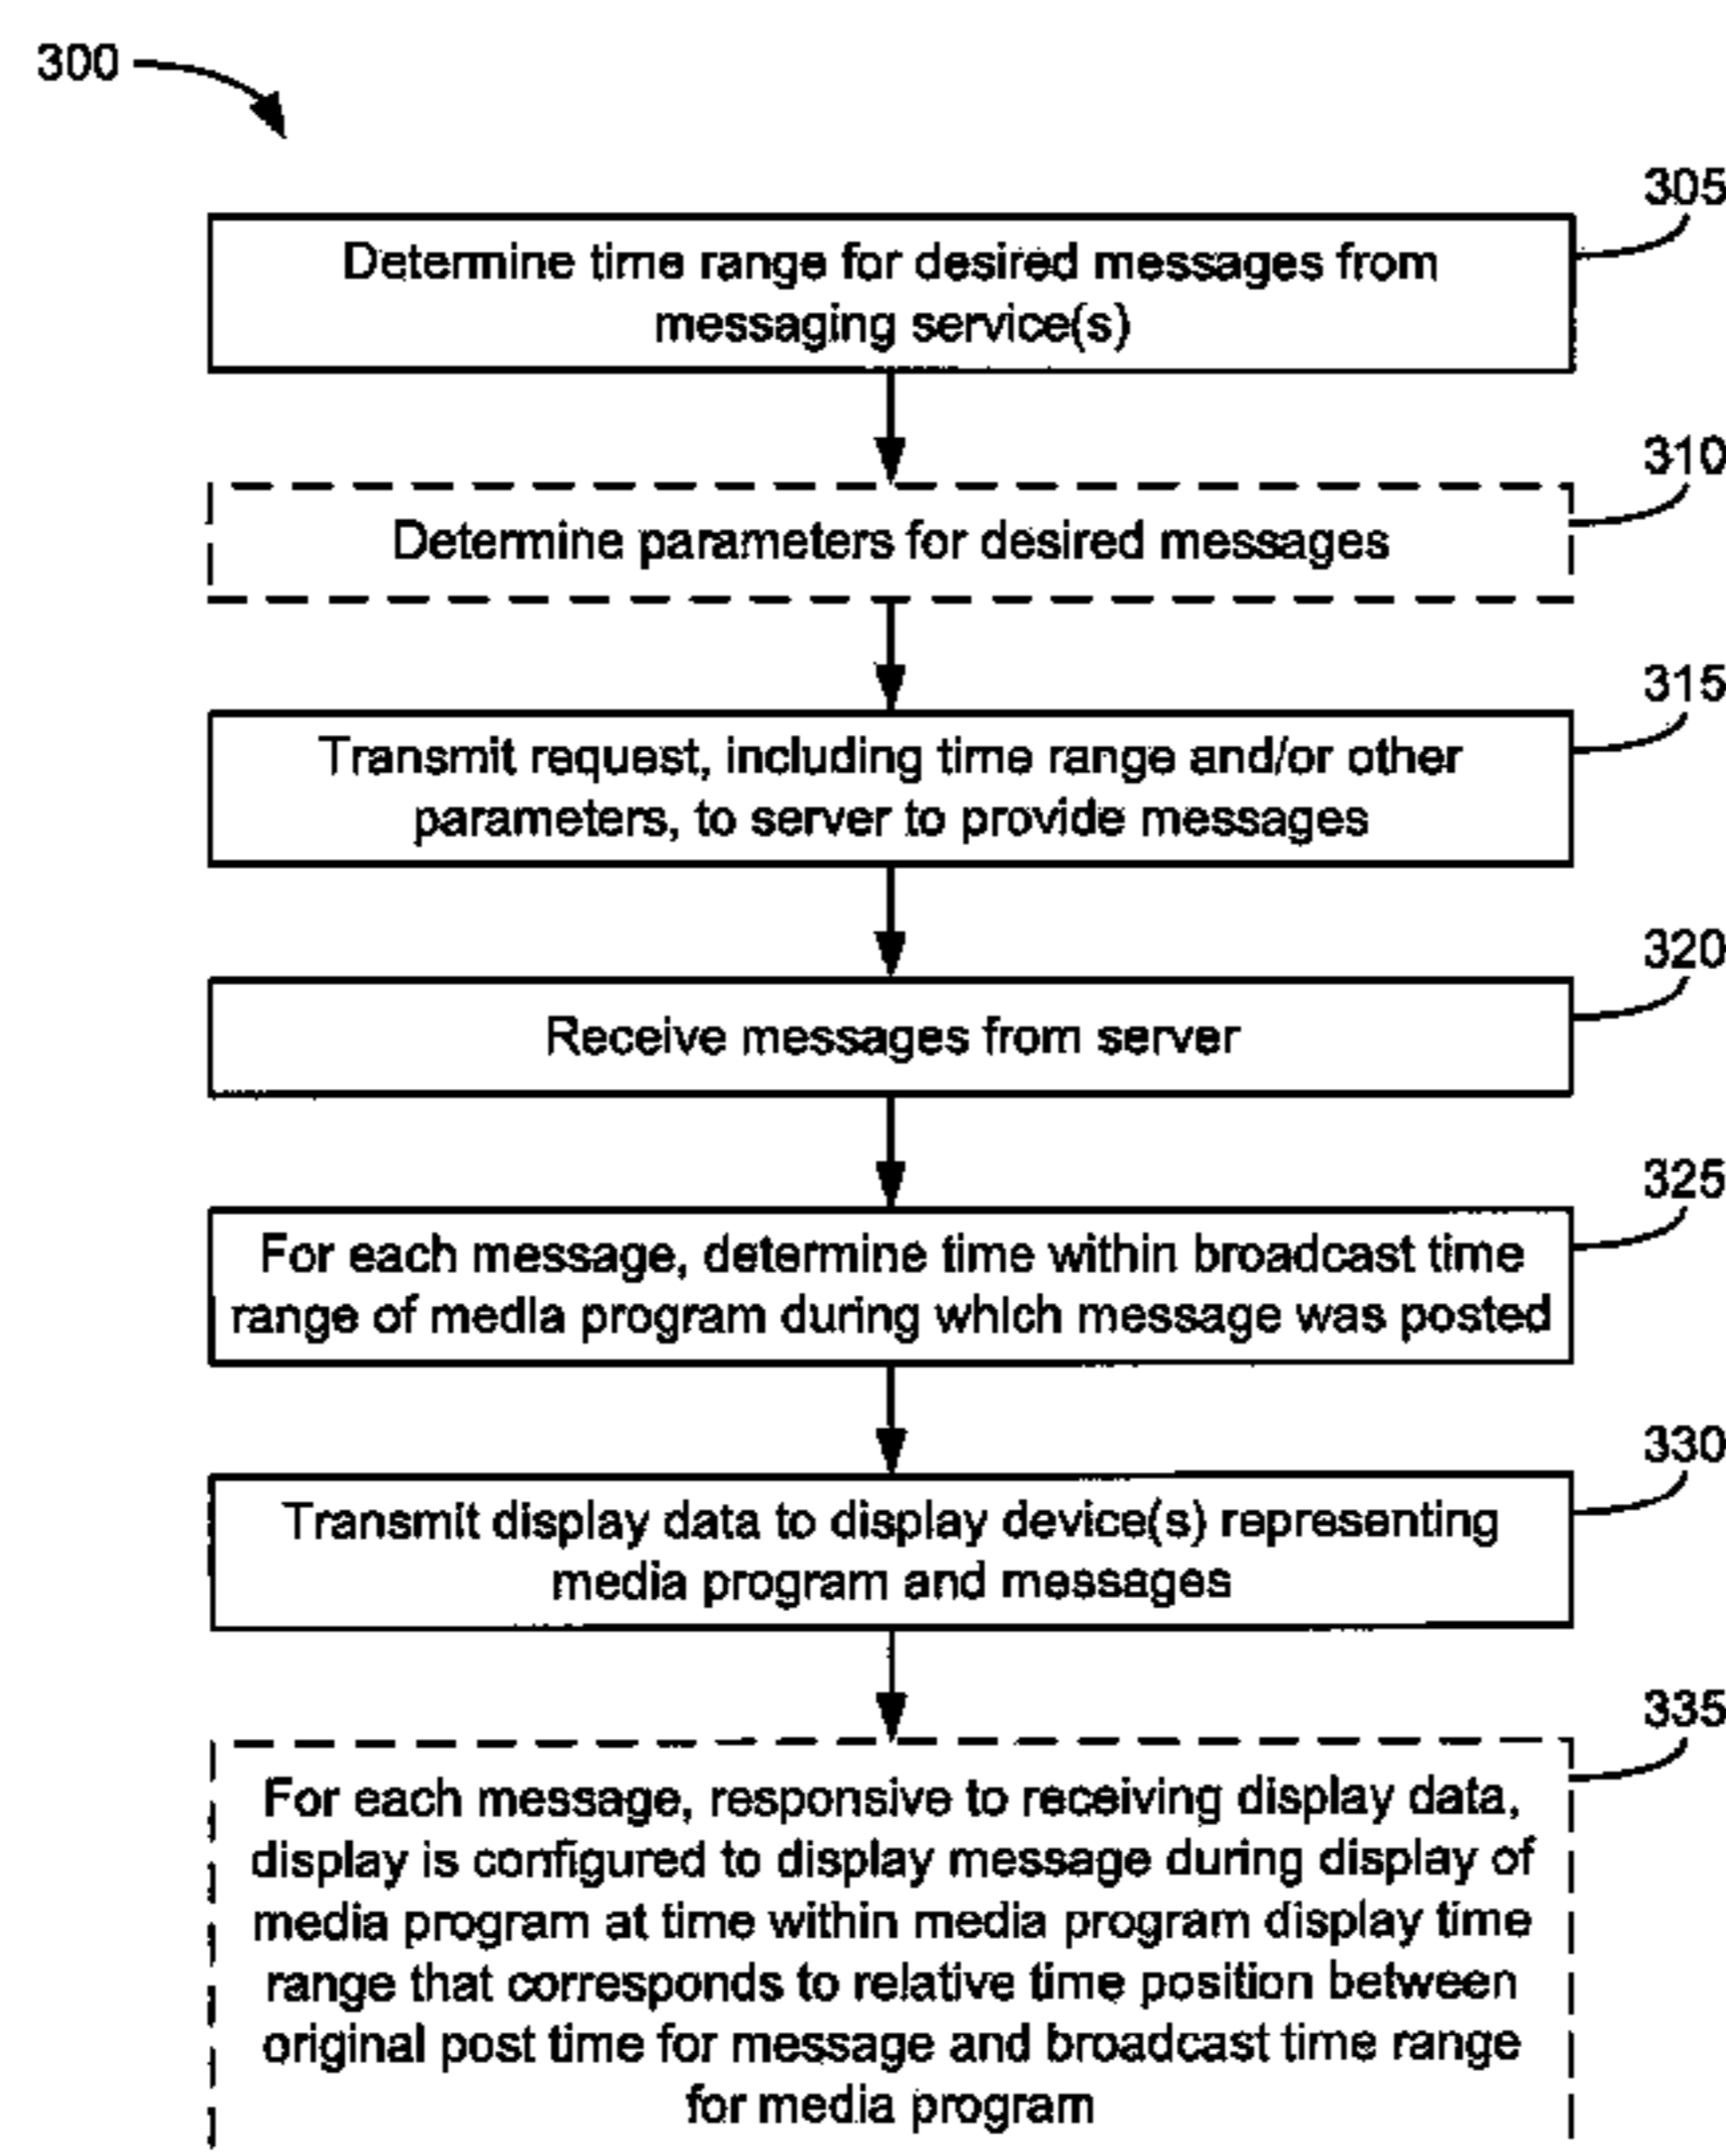 300
305
Determine time range for desired messages from
messaging service(s)
310
Determine parameters for desired messages
315
Transmit request, including time range and/or other
parameters, to server to provide messages
320
Receive messages from server
325
For each message, determine time within broadcast time
range of media program during which message was posted
330
Transmit display data to display device(s) representing
media program and messages
335
For each message, responsive to receiving display data,
display is configured to display message during display of
media program at time within media program display time
range that corresponds to relative time position between
original post time for message and broadcast time range
for media program